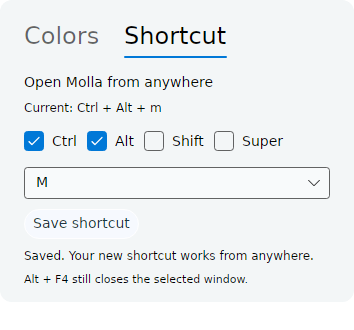 Colors Shortcut
Open Molla from anywhere
Current: Ctrl + Alt + m
Ctrl Alt Shift Super
M
Save shortcut
Saved. Your new shortcut works from anywhere.
Alt + F4 still closes the selected window.